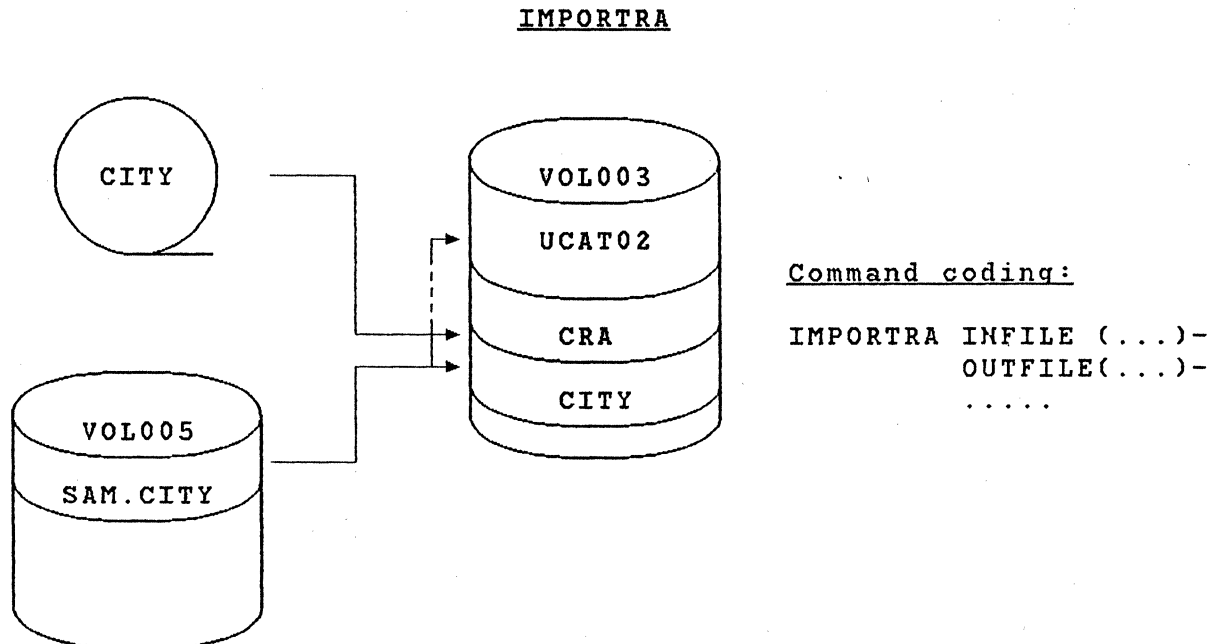 IMPORTRA
CITY
VOL003
UCAT02
CRA
CITY
VOL005
SAM.CITY
Command coding:
IMPORTRA INFILE (...)-
OUTFILE(...)-
.....